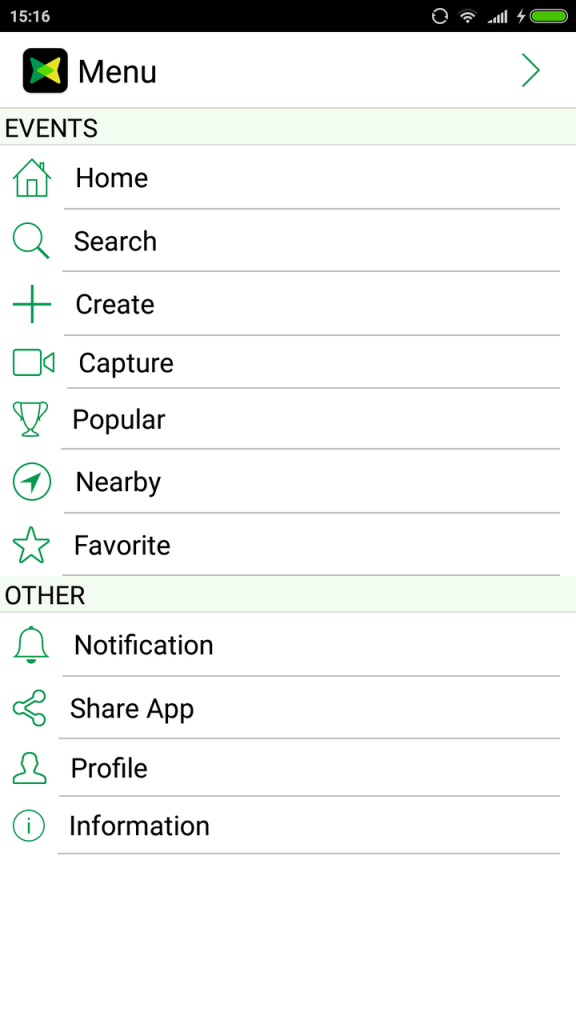 15:16
Menu
EVENTS
Home
Search
Create
Capture
Popular
Nearby
Favorite
OTHER
Notification
Share App
Profile
Information